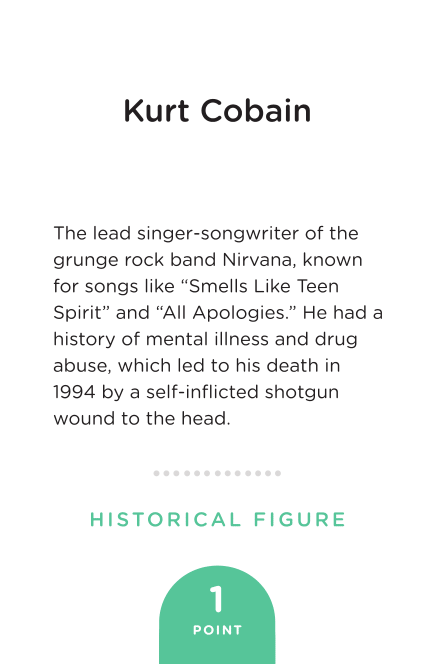 Kurt Cobain
The lead singer-songwriter of the
grunge rock band Nirvana, known
for songs like “Smells Like Teen
Spirit” and “All Apologies.” He had a
history of mental illness and drug
abuse, which led to his death in
1994 by a self-inflicted shotgun
wound to the head.
HISTORICAL FIGURE
1
POINT